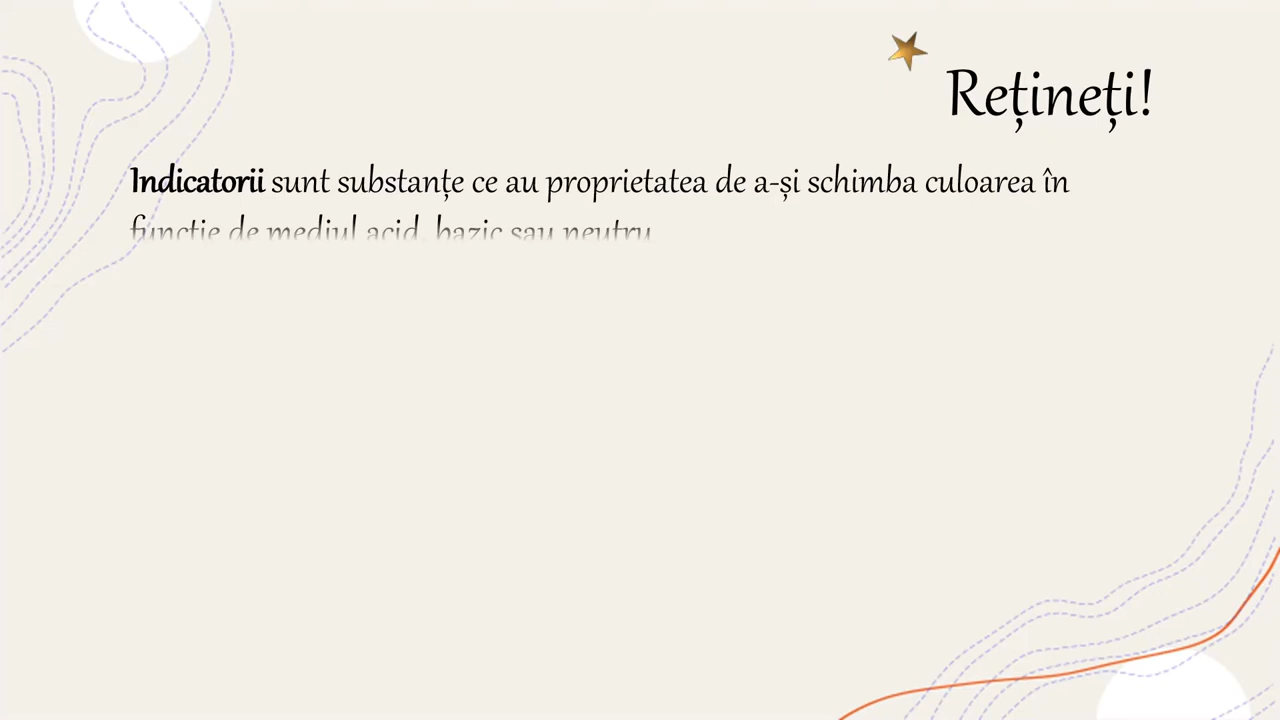 Rețineți!
Indicatorii sunt substanțe ce au proprietatea de a-și schimba culoarea în
funcție de mediul acid, bazic sau neutru